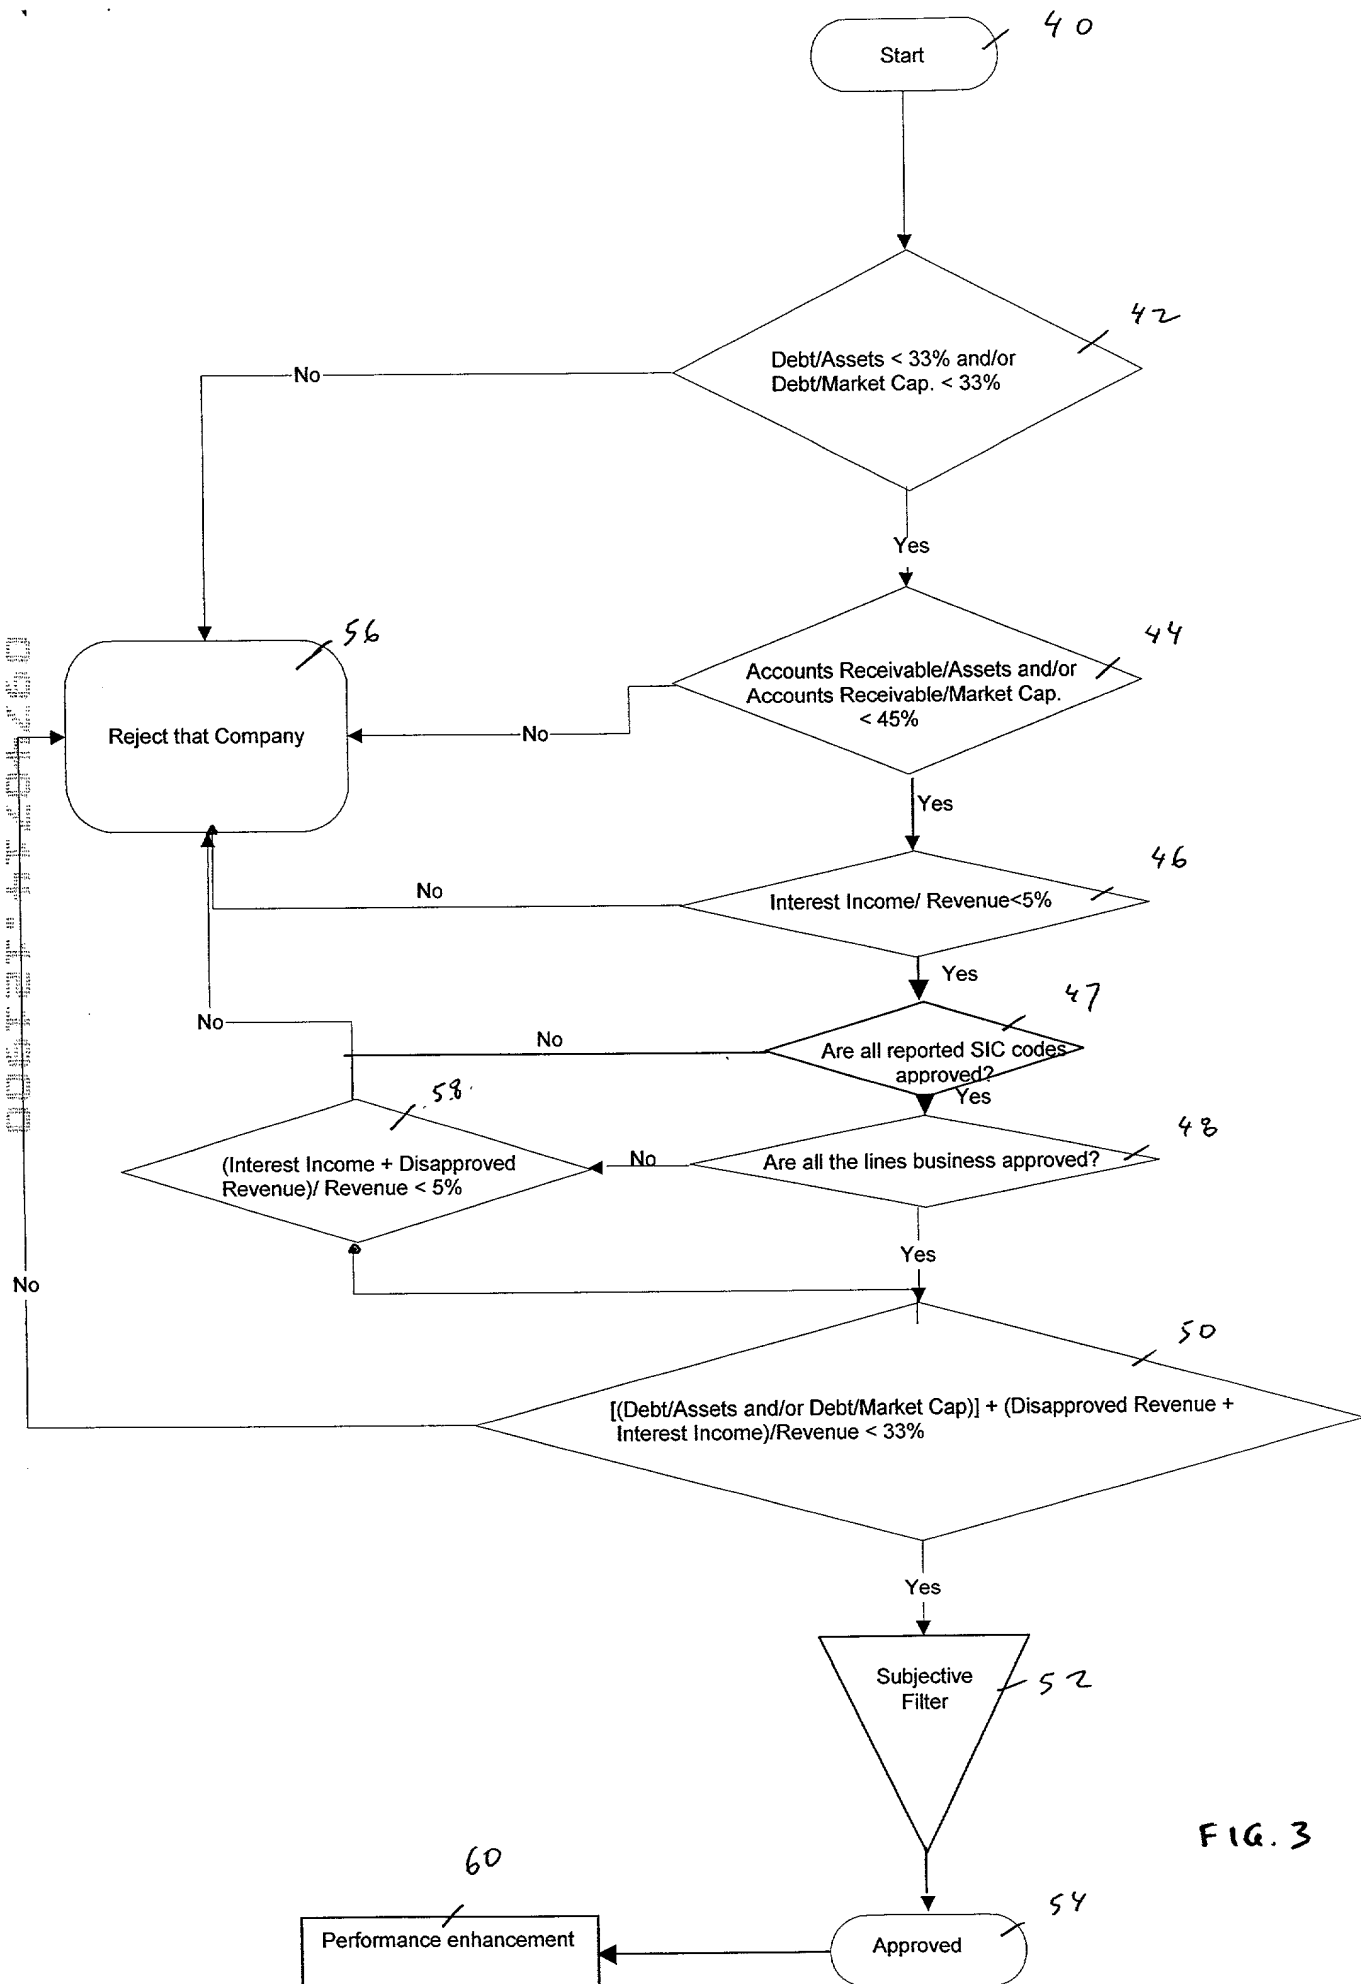 40
Start
42
Debt/Assets < 33% and/or
Debt/Market Cap. < 33%
No
Yes
56
44
Accounts Receivable/Assets and/or
Accounts Receivable/Market Cap.
< 45%
Reject that Company
No
Yes
46
No
Interest Income/ Revenue<5%
Yes
47
No
No
Are all reported SIC codes
approved?
Yes
58
48
(Interest Income + Disapproved
Revenue)/ Revenue < 5%
No
Are all the lines business approved?
Yes
No
50
[(Debt/Assets and/or Debt/Market Cap)] + (Disapproved Revenue +
Interest Income)/Revenue < 33%
Yes
Subjective
Filter
52
FIG. 3
60
54
Performance enhancement
Approved